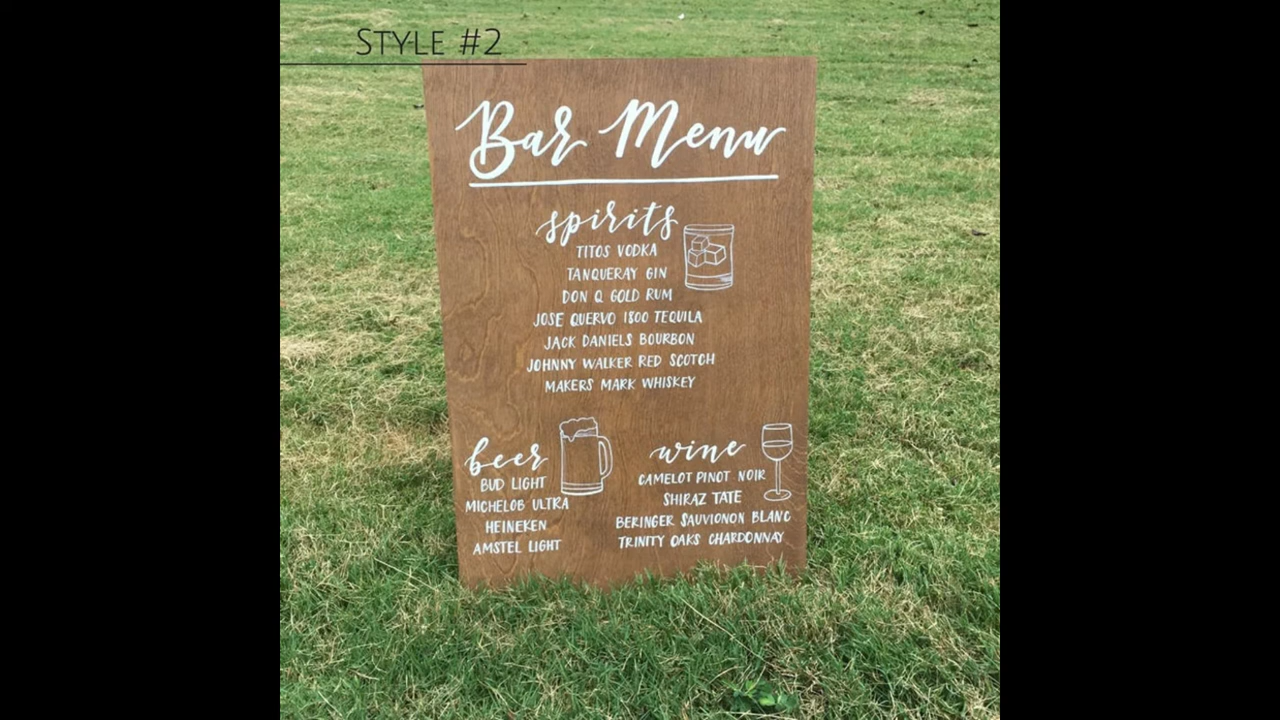 STYLE #2
Bar Menu
spirits
TITOS VODKA
TANQUERAY GIN
DON Q GOLD RUM
JOSE QUERVO 1800 TEQUILA
JACK DANIELS BOURBON
JOHNNY WALKER RED SCOTCH
MAKERS MARK WHISKEY
beer
BUD LIGHT
MICHELOB ULTRA
HEINEKEN
AMSTEL LIGHT
wine
CAMELOT PINOT NOIR
SHIRAZ TATE
BERINGER SAUVIONON BLANC
TRINITY OAKS CHARDONNAY